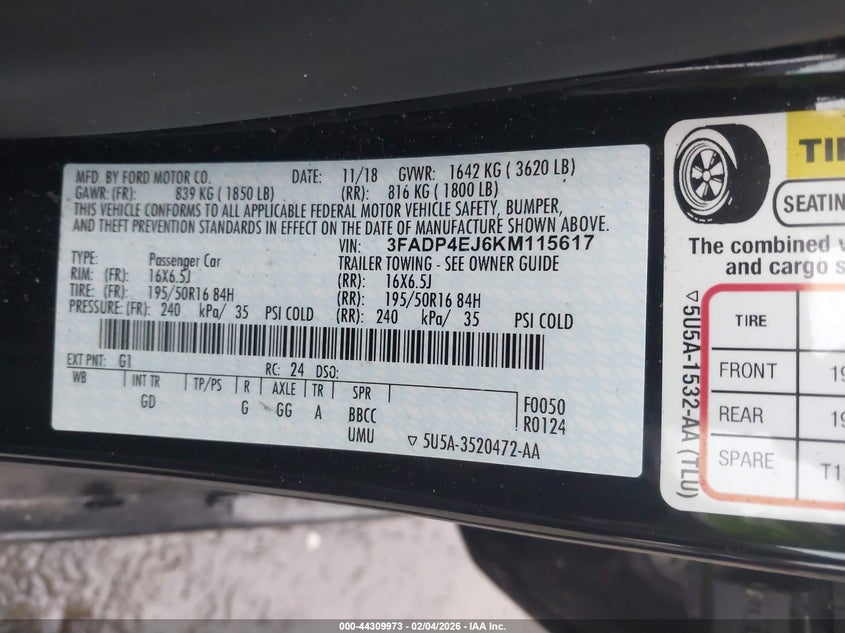 MFD. BY FORD MOTOR CO. DATE: 11/18 GVWR: 1642 KG ( 3620 LB)
GAWR: (FR): 839 KG ( 1850 LB) (RR): 816 KG ( 1800 LB)
THIS VEHICLE CONFORMS TO ALL APPLICABLE FEDERAL MOTOR VEHICLE SAFETY, BUMPER,
AND THEFT PREVENTION STANDARDS IN EFFECT ON THE DATE OF MANUFACTURE SHOWN ABOVE.
VIN: 3FADP4EJ6KM115617
TYPE: Passenger Car TRAILER TOWING - SEE OWNER GUIDE
RIM: (FR): 16X6.5J (RR): 16X6.5J
TIRE: (FR): 195/50R16 84H (RR): 195/50R16 84H
PRESSURE: (FR): 240 kPa/ 35 PSI COLD (RR): 240 kPa/ 35 PSI COLD
EXT PNT: G1 RC: 24 DSO:
WB INT TR TP/PS R AXLE TR SPR
GD G GG A BBCC F0050
UMU R0124
▽ 5U5A-3520472-AA
TI
SEATING
The combined
and cargo s
TIRE
FRONT 19
REAR 19
SPARE T1
▽ 5U5A-1532-AA (TLU)
000-44309973 - 02/04/2026 - IAA Inc.